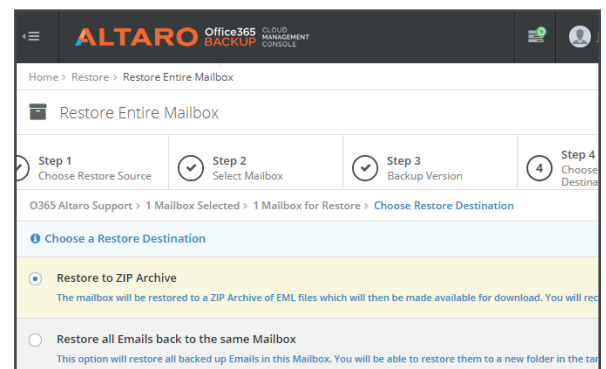 ALTARO Office365 BACKUP CLOUD MANAGEMENT CONSOLE
Home > Restore > Restore Entire Mailbox
Restore Entire Mailbox
Step 1
Choose Restore Source
Step 2
Select Mailbox
Step 3
Backup Version
4
Step 4
Choose
Destina
O365 Altaro Support > 1 Mailbox Selected > 1 Mailbox for Restore > Choose Restore Destination
Choose a Restore Destination
Restore to ZIP Archive
The mailbox will be restored to a ZIP Archive of EML files which will then be made available for download. You will rec
Restore all Emails back to the same Mailbox
This option will restore all backed up Emails in this Mailbox. You will be able to restore them to a new folder in the tar